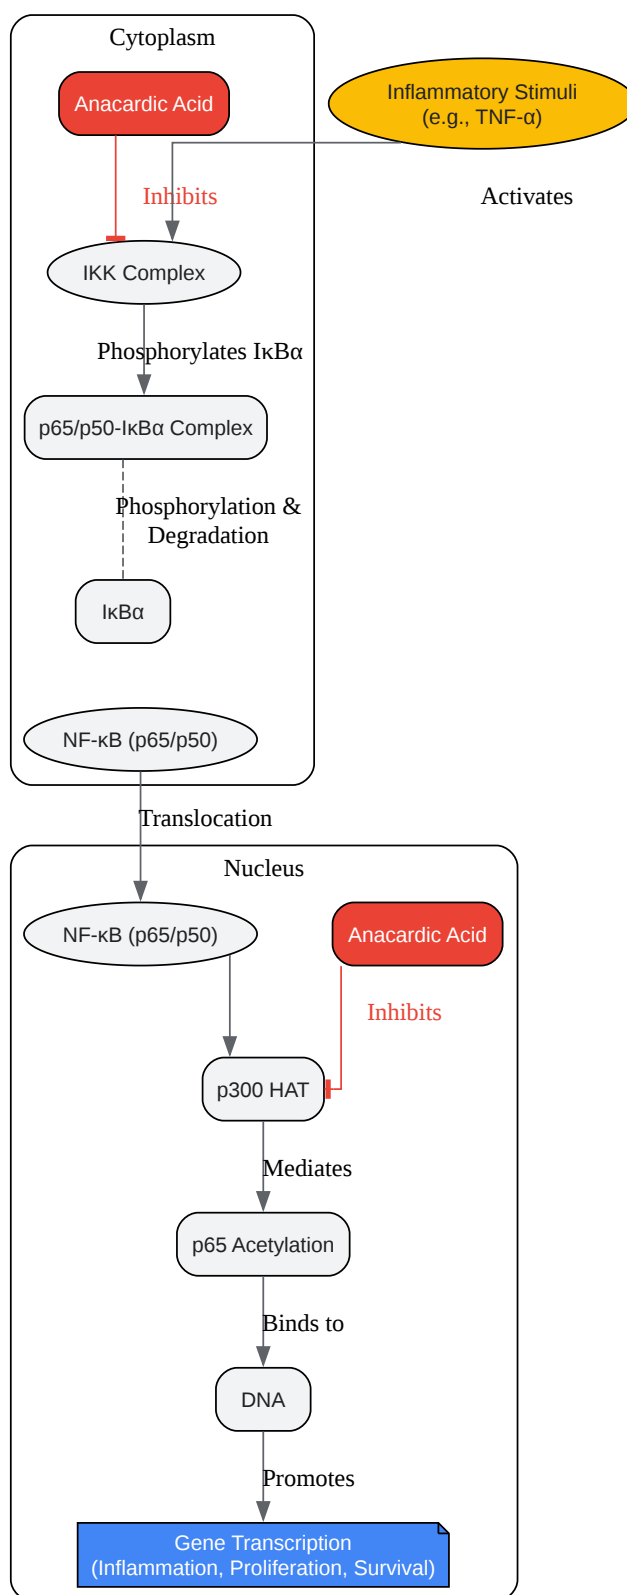 Cytoplasm
Anacardic Acid
Inflammatory Stimuli
(e.g., TNF-α)
Inhibits
Activates
IKK Complex
Phosphorylates IκBα
p65/p50-IκBα Complex
Phosphorylation &
Degradation
IκBα
NF-κB (p65/p50)
Translocation
Nucleus
NF-κB (p65/p50)
Anacardic Acid
Inhibits
p300 HAT
Mediates
p65 Acetylation
Binds to
DNA
Promotes
Gene Transcription
(Inflammation, Proliferation, Survival)